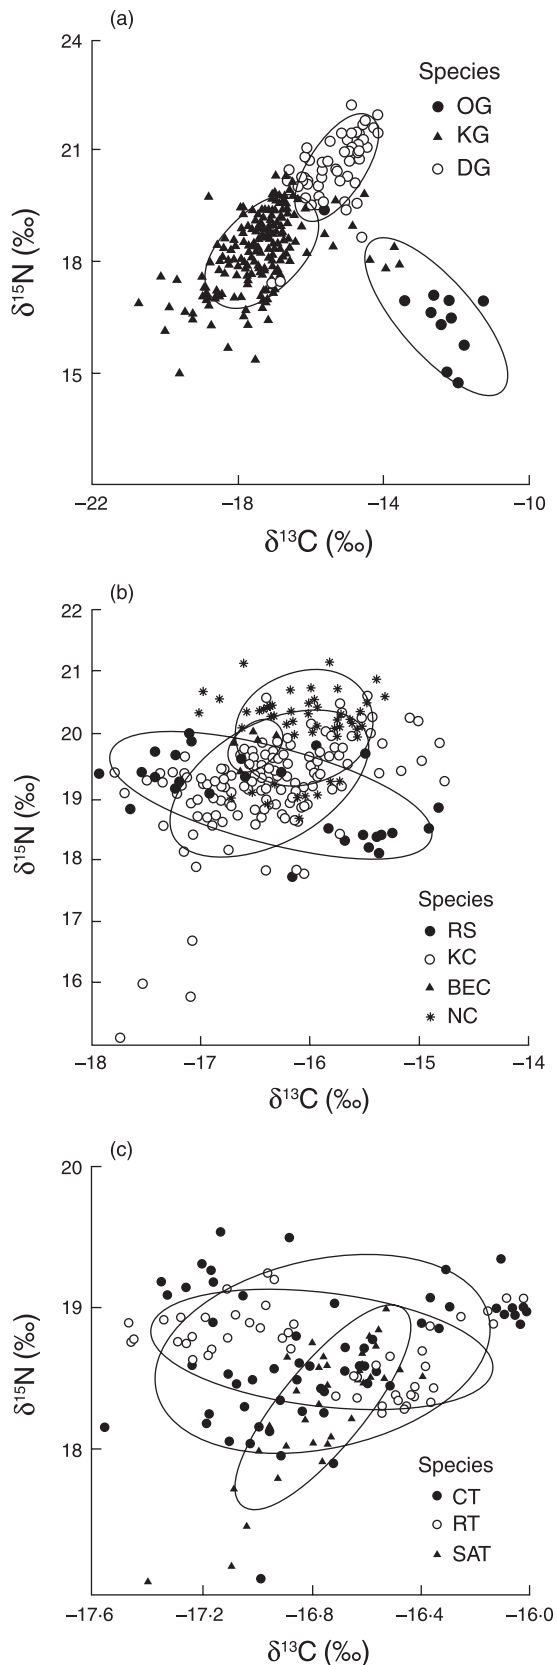 (a)
24
21
18
15
δ15N (‰)
Species
OG
KG
DG
–22
–18
–14
–10
δ13C (‰)
(b)
22
21
20
19
18
17
16
δ15N (‰)
Species
RS
KC
BEC
NC
–18
–17
–16
–15
–14
δ13C (‰)
(c)
20
19
18
δ15N (‰)
Species
CT
RT
SAT
–17·6
–17·2
–16·8
–16·4
–16·0
δ13C (‰)